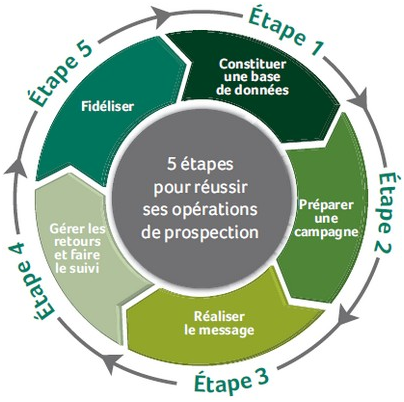 5 étapes
pour réussir
ses opérations
de prospection
Étape 1
Constituer
une base
de données
Étape 2
Préparer
une
campagne
Étape 3
Réaliser
le message
Étape 4
Gérer les
retours et faire
le suivi
Étape 5
Fidéliser